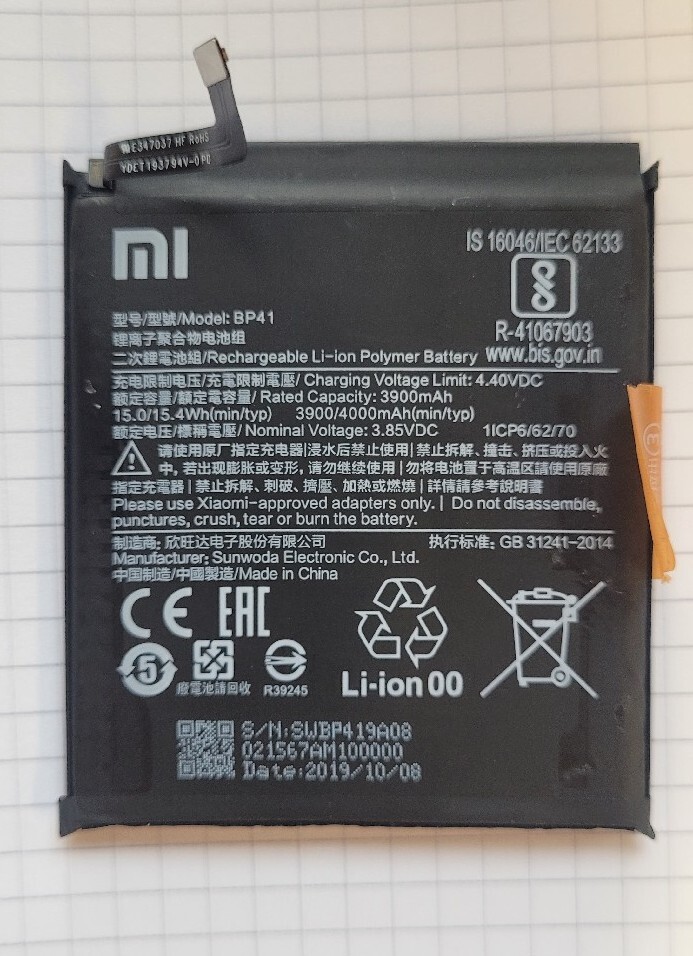 E347037 HF RoHS
YDET193794V-0 PD
mi
IS 16046/IEC 62133
R-41067903
www.bis.gov.in
型号/型號/Model: BP41
锂离子聚合物电池组
二次鋰電池組/Rechargeable Li-ion Polymer Battery
充电限制电压/充電限制電壓/ Charging Voltage Limit: 4.40VDC
额定容量/額定電容量/ Rated Capacity: 3900mAh
15.0/15.4Wh(min/typ) 3900/4000mAh(min/typ)
额定电压/標稱電壓/ Nominal Voltage: 3.85VDC 1ICP6/62/70
请使用原厂指定充电器|浸水后禁止使用|禁止拆解、撞击、挤压或投入火
中,若出现膨胀或变形,请勿继续使用|勿将电池置于高温区請使用原廠
指定充電器|禁止拆解、刺破、擠壓、加熱或燃燒|詳情請參考說明書
Please use Xiaomi-approved adapters only. | Do not disassemble,
punctures, crush, tear or burn the battery.
制造商: 欣旺达电子股份有限公司 执行标准: GB 31241-2014
Manufacturer: Sunwoda Electronic Co., Ltd.
中国制造/中國製造/Made in China
CE EAC
5
廢電池請回收
R39245
Li-ion 00
S/N:SWBP419A08
021567AM100000
Date:2019/10/08